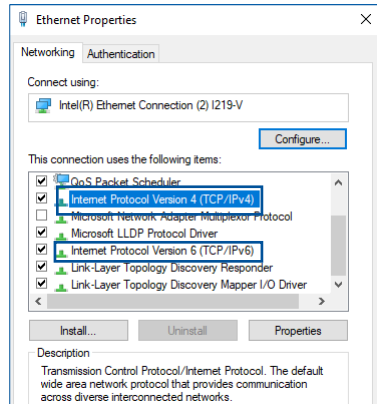 Ethernet Properties
Networking Authentication
Connect using:
Intel(R) Ethernet Connection (2) I219-V
Configure...
This connection uses the following items:
QoS Packet Scheduler
Internet Protocol Version 4 (TCP/IPv4)
Microsoft Network Adapter Multiplexor Protocol
Microsoft LLDP Protocol Driver
Internet Protocol Version 6 (TCP/IPv6)
Link-Layer Topology Discovery Responder
Link-Layer Topology Discovery Mapper I/O Driver
Install... Uninstall Properties
Description
Transmission Control Protocol/Internet Protocol. The default
wide area network protocol that provides communication
across diverse interconnected networks.